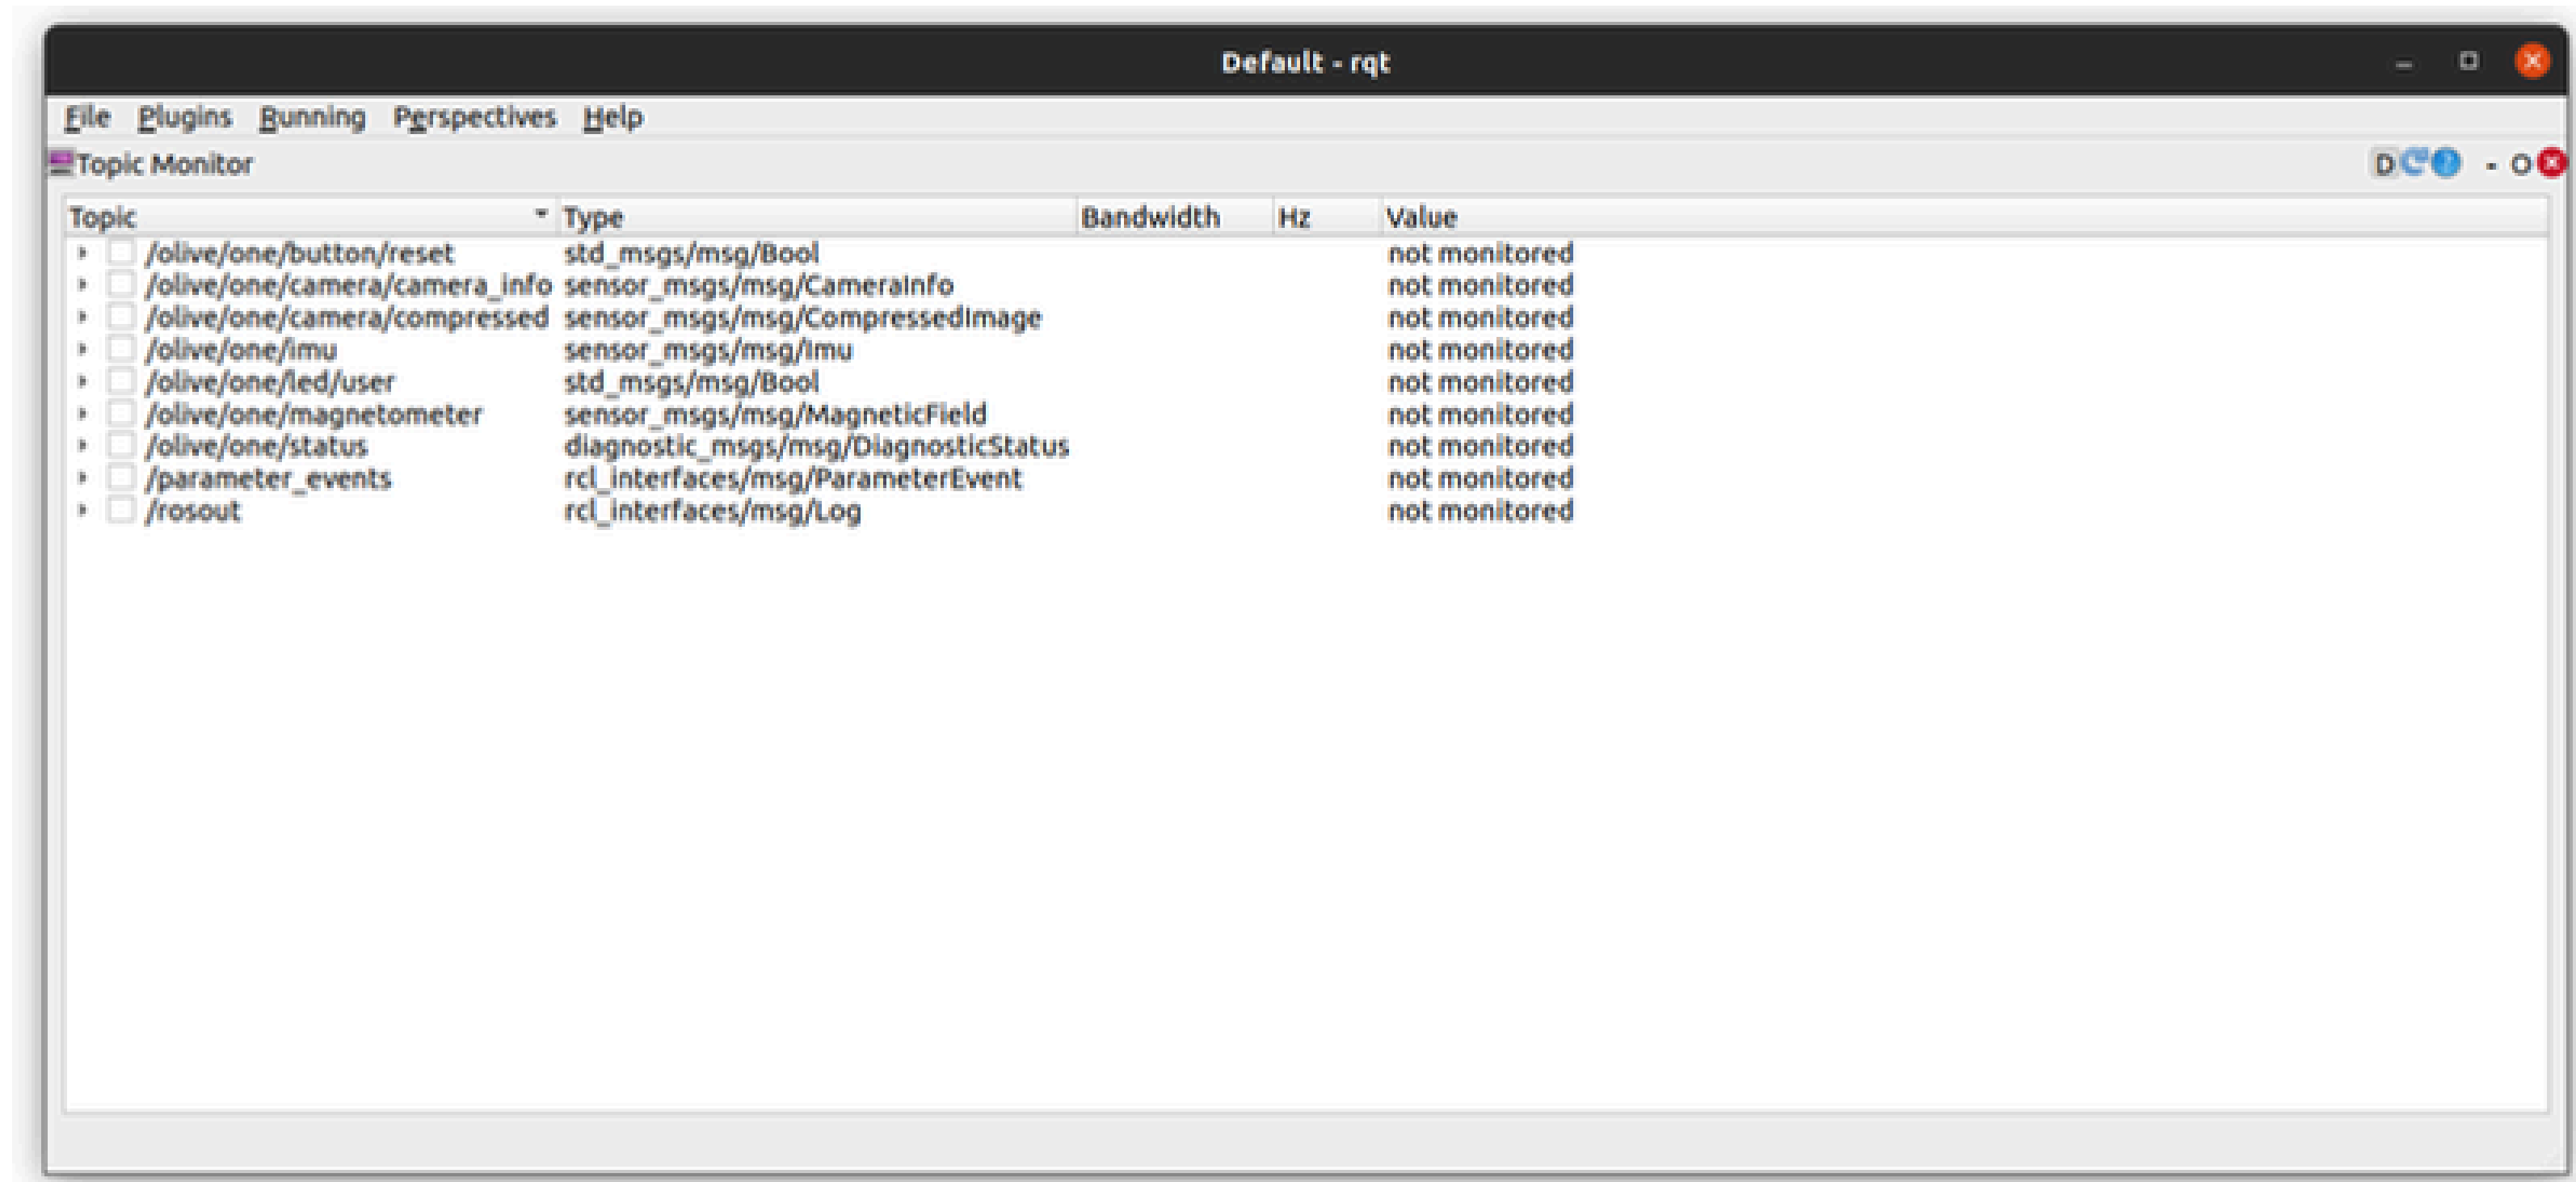 Default - rqt
File Plugins Running Perspectives Help
Topic Monitor D ? - O
Topic Type Bandwidth Hz Value
/olive/one/button/reset std_msgs/msg/Bool not monitored
/olive/one/camera/camera_info sensor_msgs/msg/CameraInfo not monitored
/olive/one/camera/compressed sensor_msgs/msg/CompressedImage not monitored
/olive/one/imu sensor_msgs/msg/Imu not monitored
/olive/one/led/user std_msgs/msg/Bool not monitored
/olive/one/magnetometer sensor_msgs/msg/MagneticField not monitored
/olive/one/status diagnostic_msgs/msg/DiagnosticStatus not monitored
/parameter_events rcl_interfaces/msg/ParameterEvent not monitored
/rosout rcl_interfaces/msg/Log not monitored